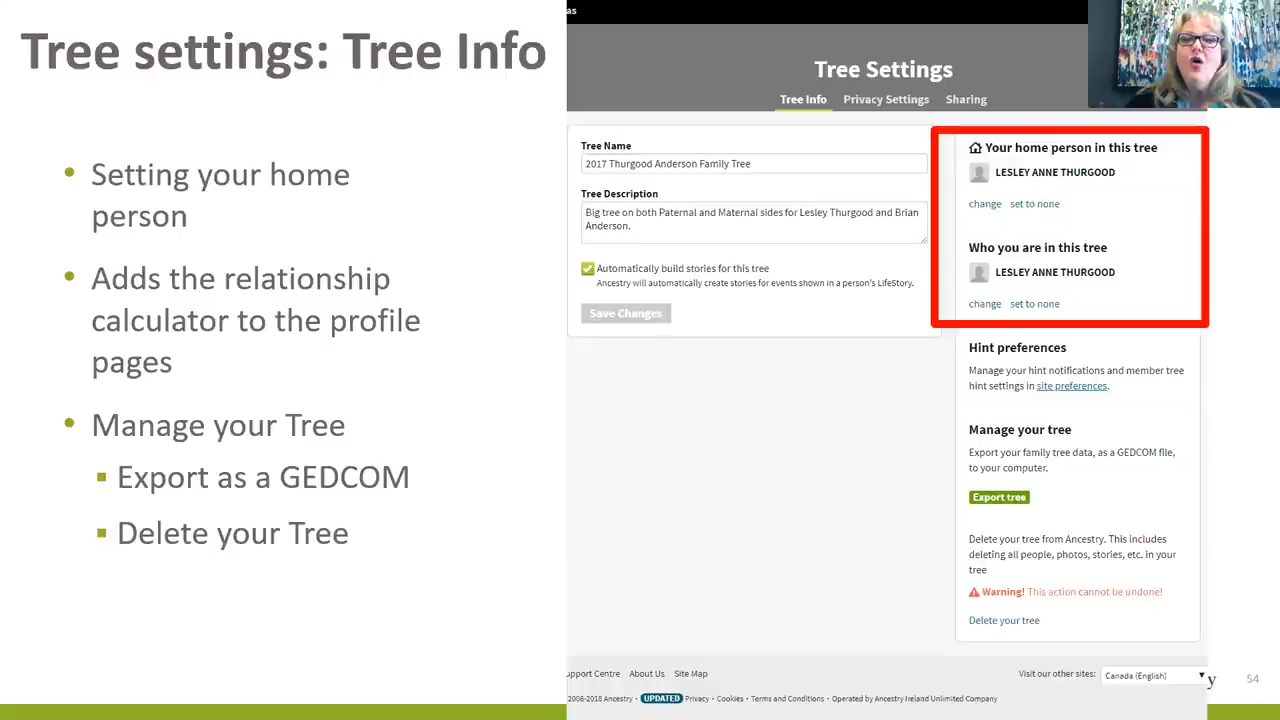 Tree settings: Tree Info
• Setting your home
person
• Adds the relationship
calculator to the profile
pages
• Manage your Tree
▪ Export as a GEDCOM
▪ Delete your Tree
as
Tree Settings
Tree Info Privacy Settings Sharing
Tree Name
2017 Thurgood Anderson Family Tree
Tree Description
Big tree on both Paternal and Maternal sides for Lesley Thurgood and Brian
Anderson.
Automatically build stories for this tree
Ancestry will automatically create stories for events shown in a person's LifeStory.
Save Changes
Your home person in this tree
LESLEY ANNE THURGOOD
change set to none
Who you are in this tree
LESLEY ANNE THURGOOD
change set to none
Hint preferences
Manage your hint notifications and member tree
hint settings in site preferences.
Manage your tree
Export your family tree data, as a GEDCOM file,
to your computer.
Export tree
Delete your tree from Ancestry. This includes
deleting all people, photos, stories, etc. in your
tree
Warning! This action cannot be undone!
Delete your tree
upport Centre About Us Site Map
Visit our other sites: Canada (English)
y
54
2006-2018 Ancestry • UPDATED Privacy • Cookies • Terms and Conditions • Operated by Ancestry Ireland Unlimited Company